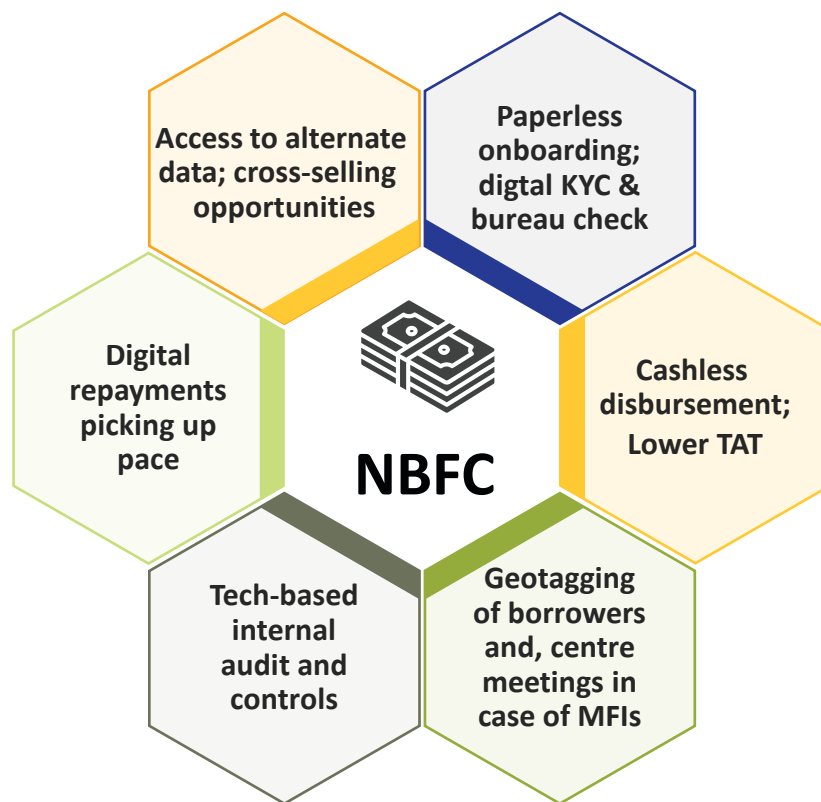 Access to alternate
data; cross-selling
opportunities
Paperless
onboarding;
digtal KYC &
bureau check
Digital
repayments
picking up
pace
NBFC
Cashless
disbursement;
Lower TAT
Tech-based
internal
audit and
controls
Geotagging
of borrowers
and, centre
meetings in
case of MFIs